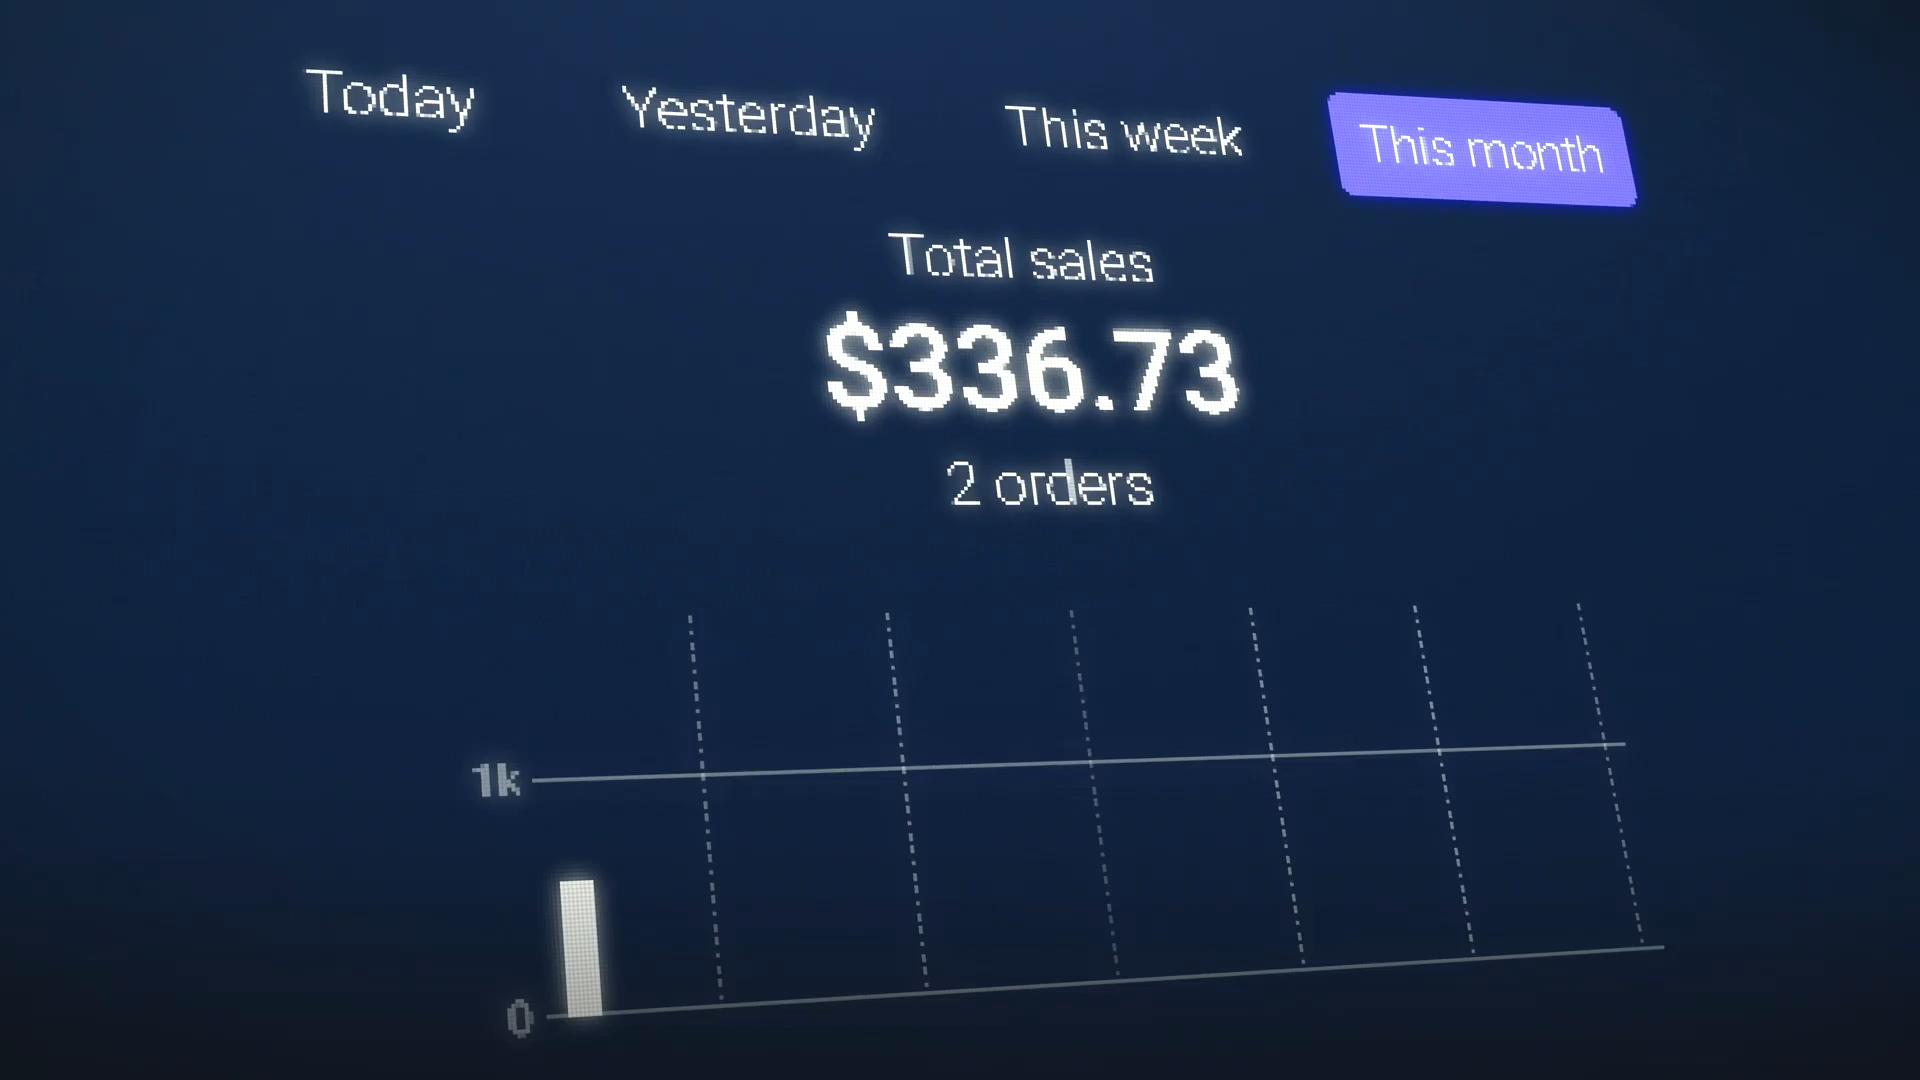 Today Yesterday This week This month
Total sales
$336.73
2 orders
1k
0